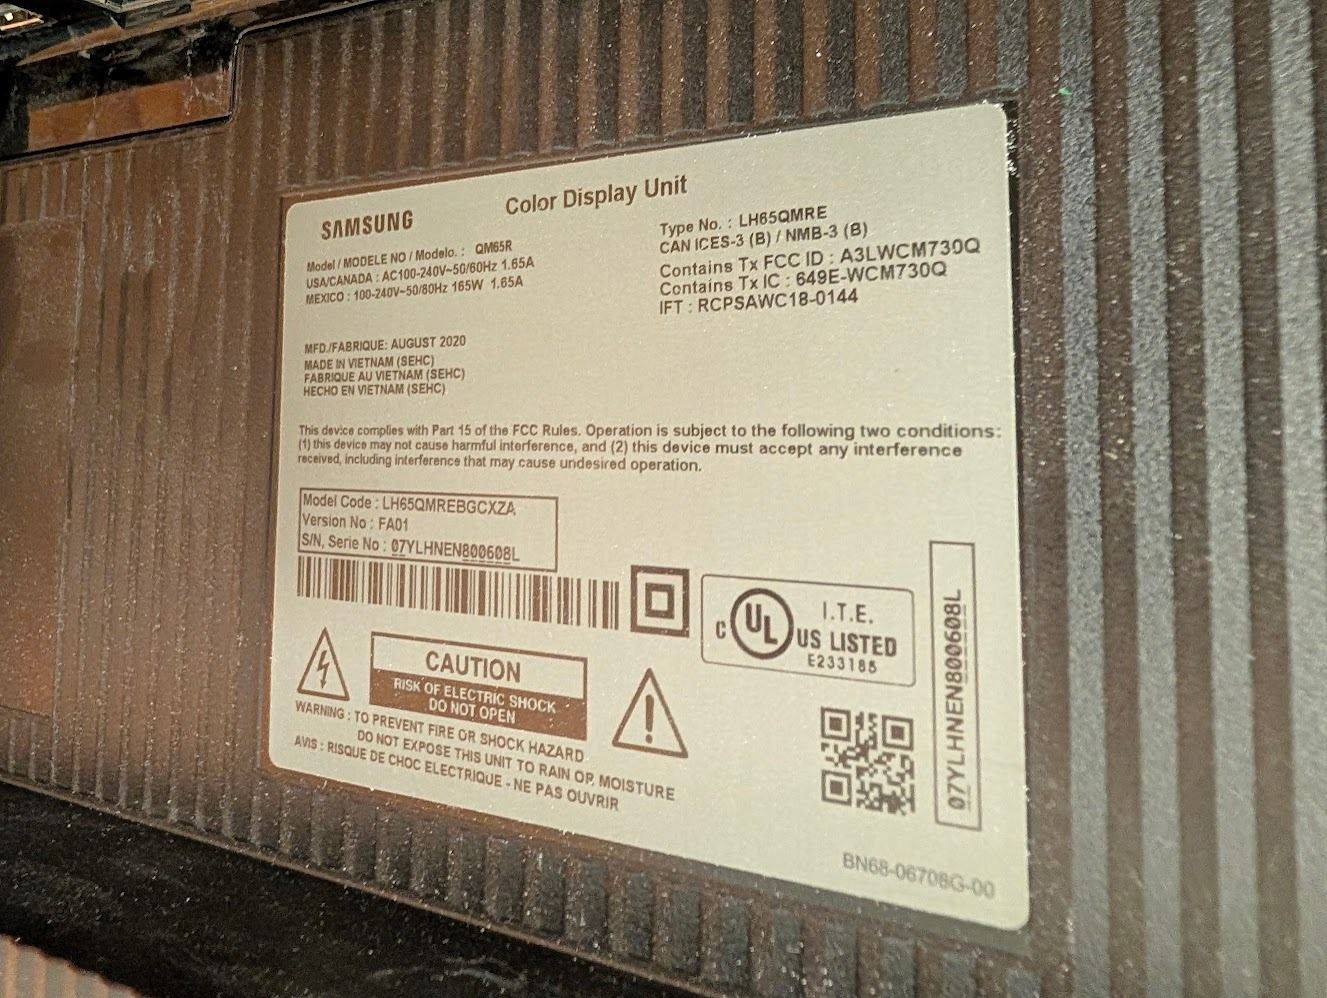 SAMSUNG
Color Display Unit
Model / MODELE NO / Modelo. : QM65R
USA/CANADA : AC100-240V~50/60Hz 1.65A
MEXICO : 100-240V~50/60Hz 165W 1.65A
Type No. : LH65QMRE
CAN ICES-3 (B) / NMB-3 (B)
Contains Tx FCC ID : A3LWCM730Q
Contains Tx IC : 649E-WCM730Q
IFT : RCPSAWC18-0144
MFD./FABRIQUE: AUGUST 2020
MADE IN VIETNAM (SEHC)
FABRIQUE AU VIETNAM (SEHC)
HECHO EN VIETNAM (SEHC)
This device complies with Part 15 of the FCC Rules. Operation is subject to the following two conditions:
(1) this device may not cause harmful interference, and (2) this device must accept any interference
received, including interference that may cause undesired operation.
Model Code : LH65QMREBGCXZA
Version No : FA01
S/N, Serie No : 07YLHNEN800608L
C UL US LISTED
I.T.E.
E233185
07YLHNEN800608L
CAUTION
RISK OF ELECTRIC SHOCK
DO NOT OPEN
WARNING : TO PREVENT FIRE OR SHOCK HAZARD
DO NOT EXPOSE THIS UNIT TO RAIN OR MOISTURE
AVIS : RISQUE DE CHOC ELECTRIQUE - NE PAS OUVRIR
BN68-06708G-00